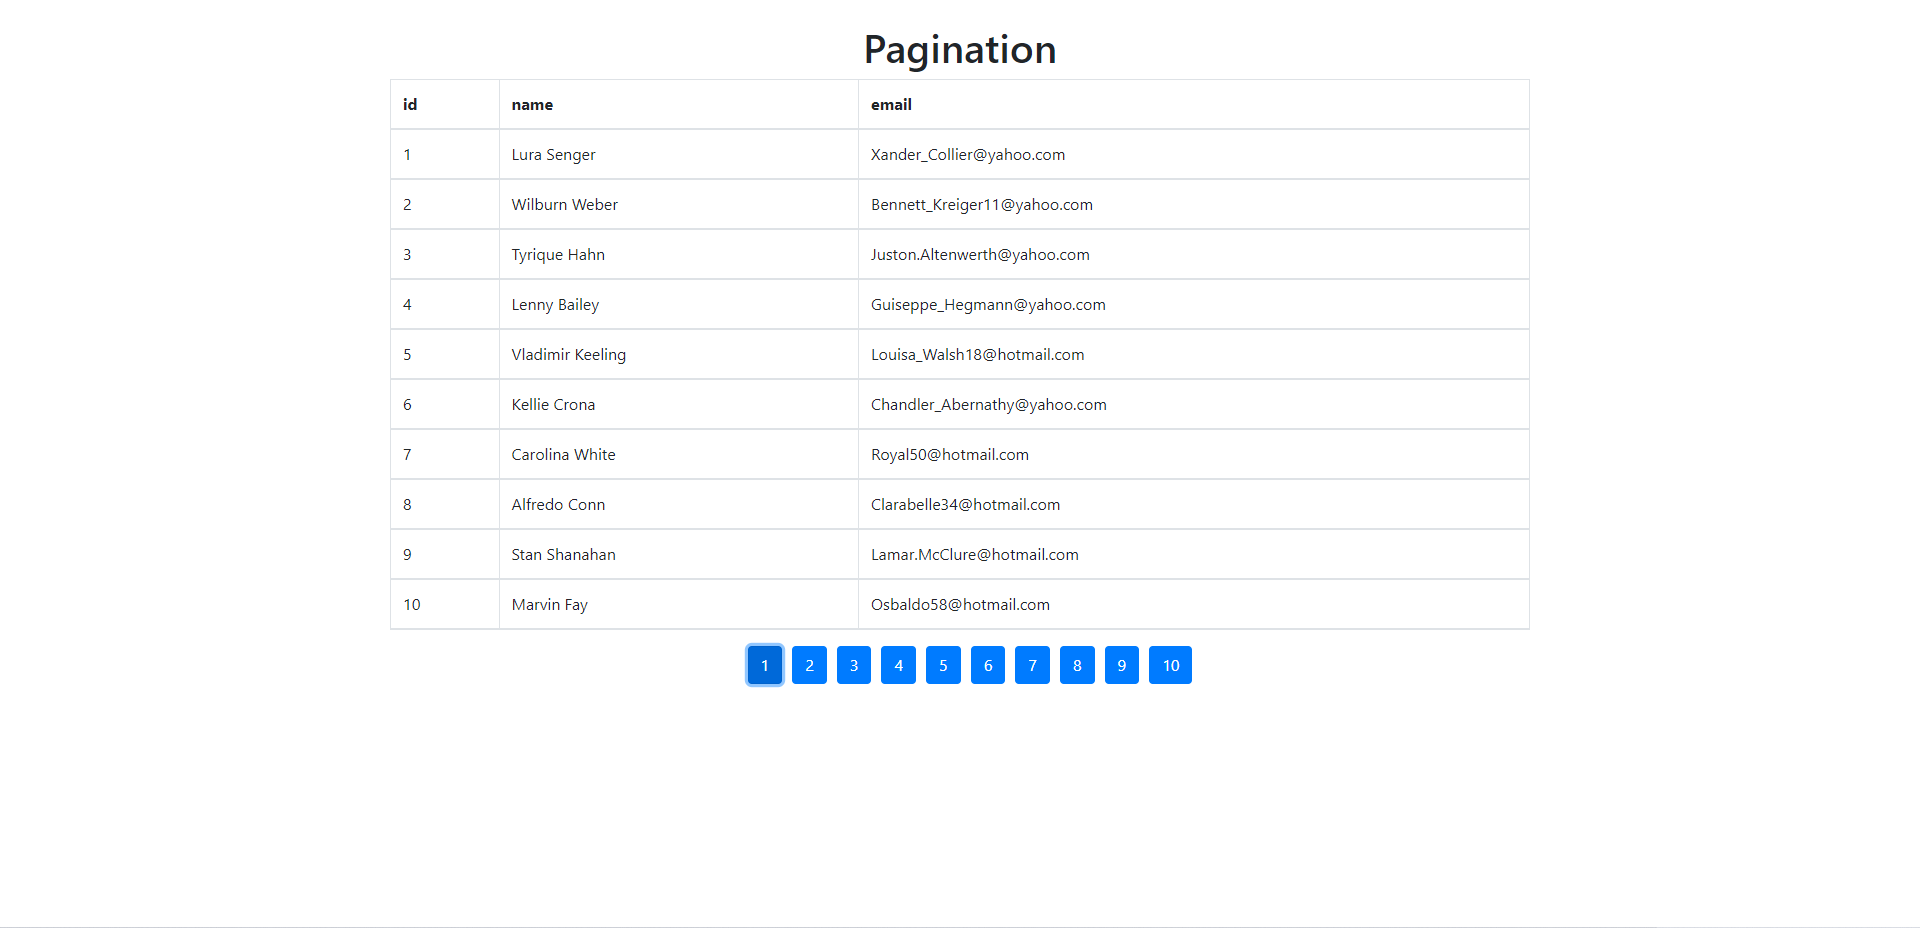 Pagination
id name email
1 Lura Senger Xander_Collier@yahoo.com
2 Wilburn Weber Bennett_Kreiger11@yahoo.com
3 Tyrique Hahn Juston.Altenwerth@yahoo.com
4 Lenny Bailey Guiseppe_Hegmann@yahoo.com
5 Vladimir Keeling Louisa_Walsh18@hotmail.com
6 Kellie Crona Chandler_Abernathy@yahoo.com
7 Carolina White Royal50@hotmail.com
8 Alfredo Conn Clarabelle34@hotmail.com
9 Stan Shanahan Lamar.McClure@hotmail.com
10 Marvin Fay Osbaldo58@hotmail.com
1 2 3 4 5 6 7 8 9 10